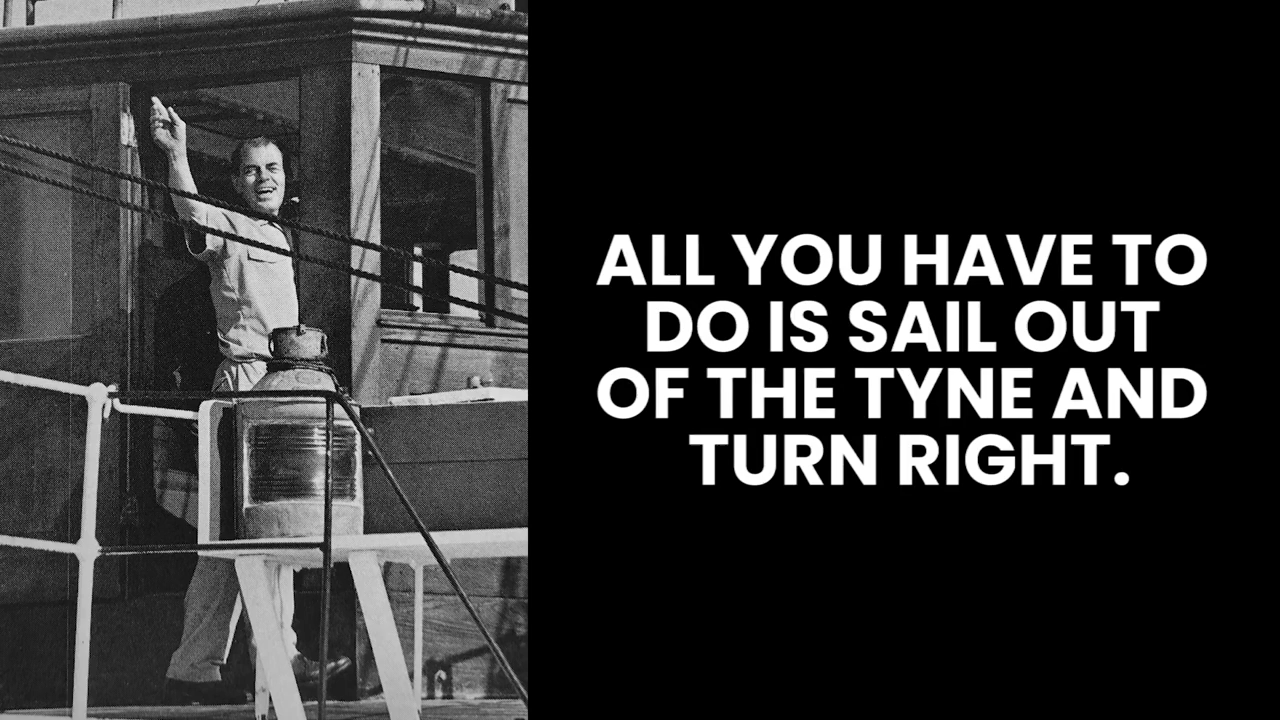 ALL YOU HAVE TO
DO IS SAIL OUT
OF THE TYNE AND
TURN RIGHT.